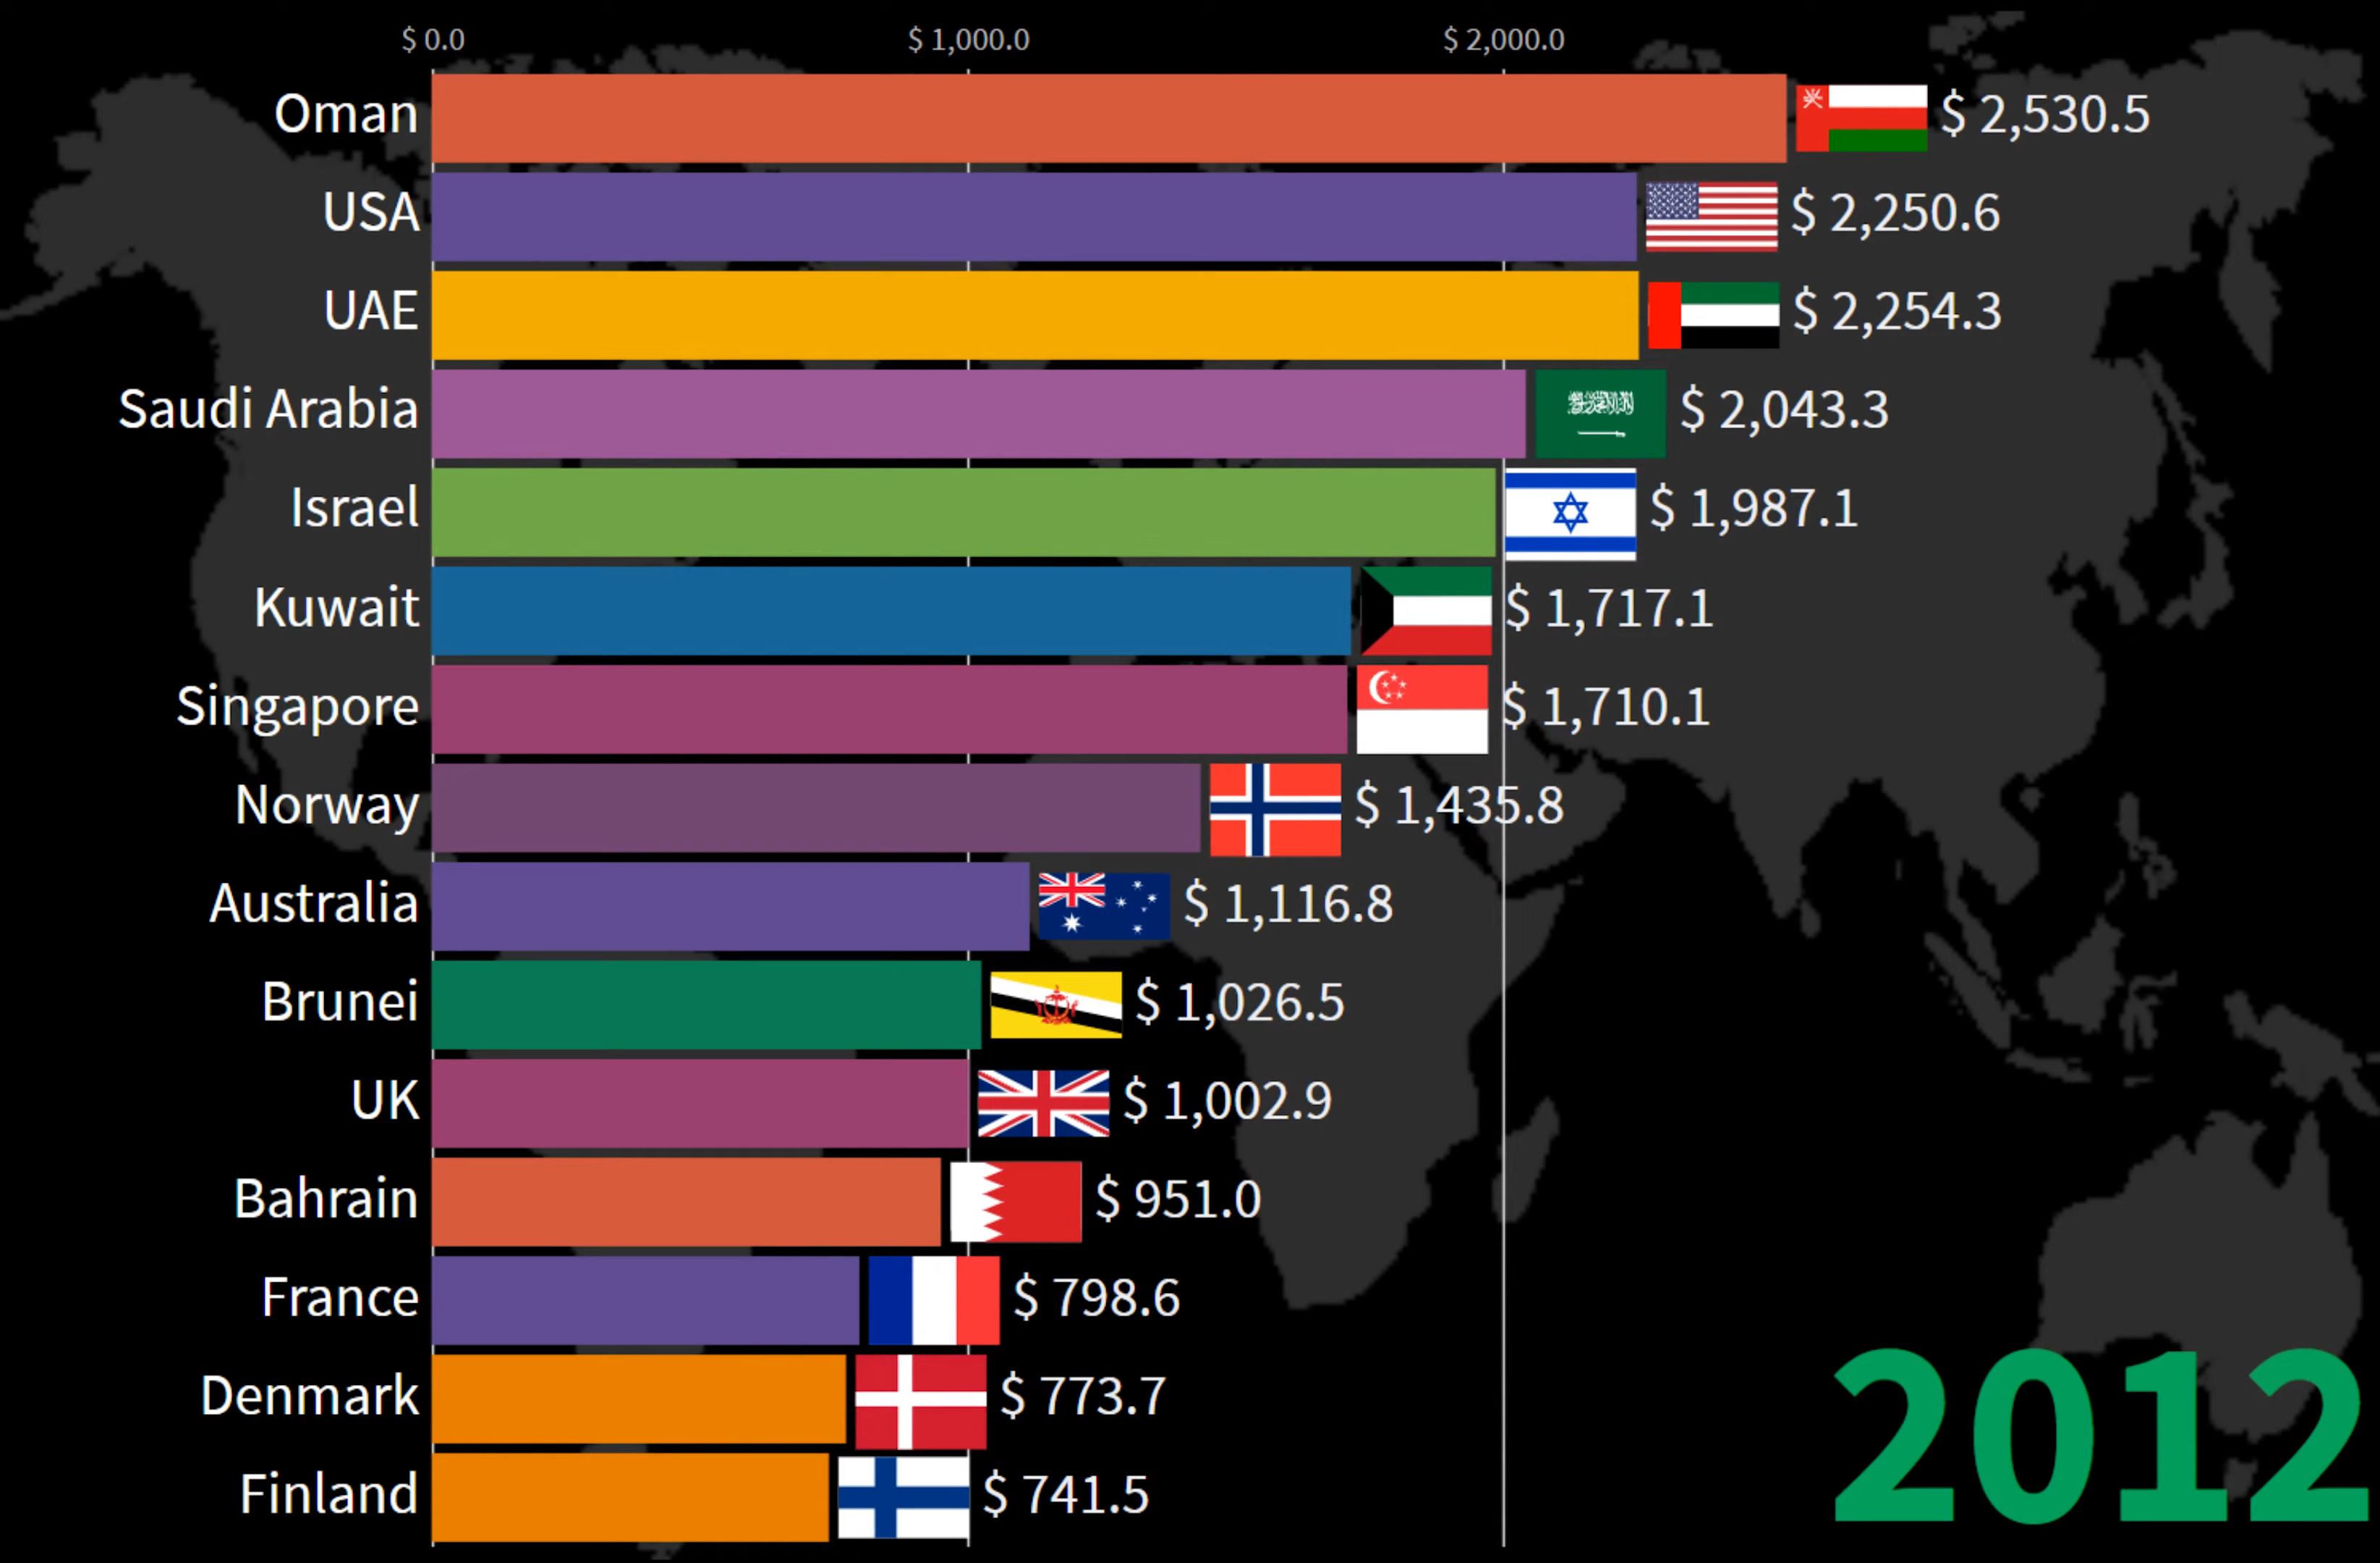 $ 0.0 $ 1,000.0 $ 2,000.0
Oman $ 2,530.5
USA $ 2,250.6
UAE $ 2,254.3
Saudi Arabia $ 2,043.3
Israel $ 1,987.1
Kuwait $ 1,717.1
Singapore $ 1,710.1
Norway $ 1,435.8
Australia $ 1,116.8
Brunei $ 1,026.5
UK $ 1,002.9
Bahrain $ 951.0
France $ 798.6
Denmark $ 773.7
Finland $ 741.5
2012